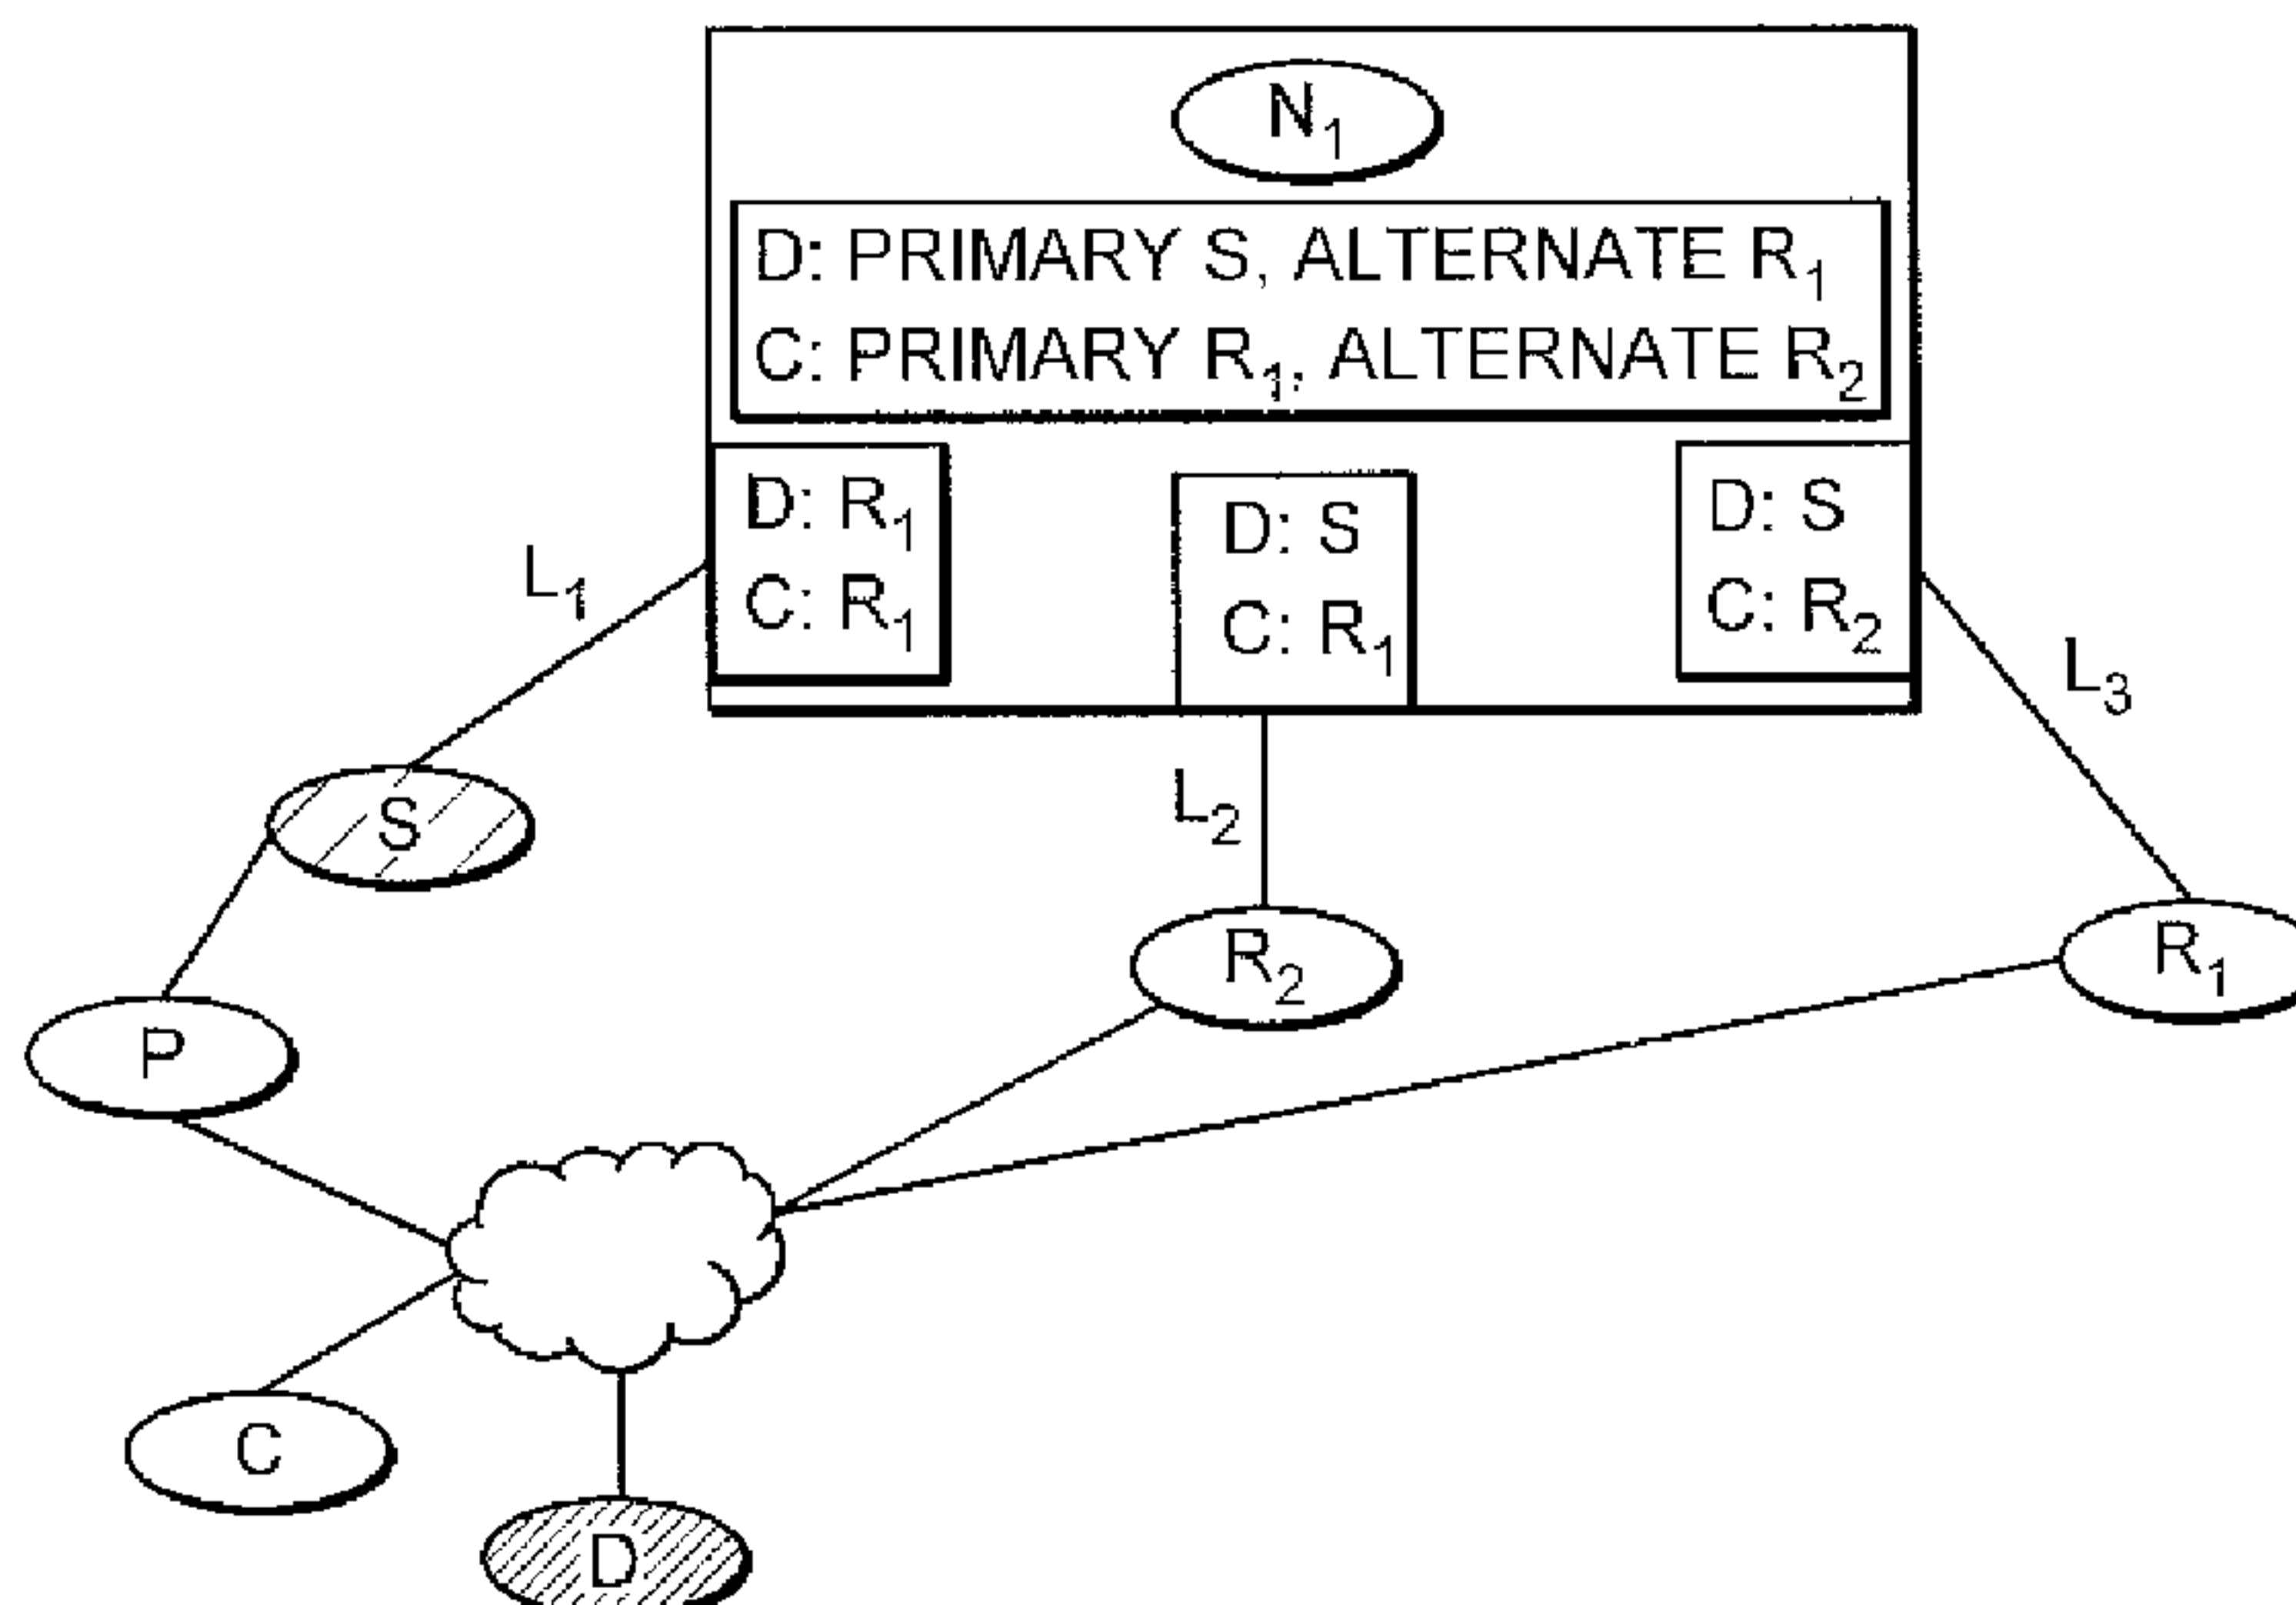 N1
D: PRIMARY S, ALTERNATE R1
C: PRIMARY R1, ALTERNATE R2
D: R1
C: R1
D: S
C: R1
D: S
C: R2
L1
L2
L3
S
R2
R1
P
C
D